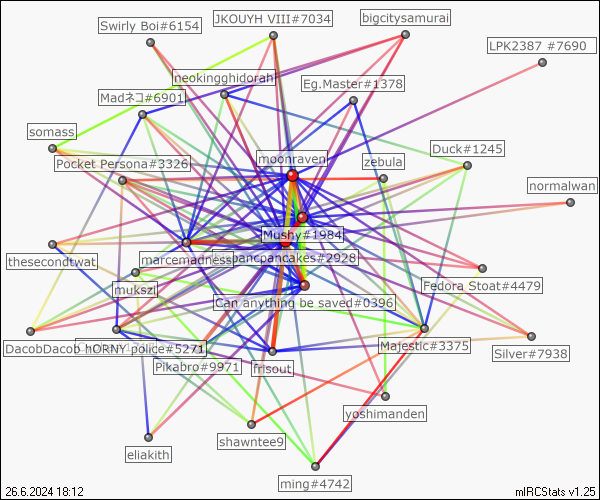 Swirly Boi#6154
JKOUYH VIII#7034
bigcitysamurai
LPK2387 #7690
neokingghidorah
Eg.Master#1378
Madネコ#6901
somass
moonraven
zebula
Duck#1245
Pocket Persona#3326
normalwan
Mushy#1984
thesecondtwat
marcemadness
pancpancakes#2928
mukszi
Fedora Stoat#4479
Can anything be saved#0396
DacobDacob
hORNY police#5271
Majestic#3375
Silver#7938
Pikabro#9971
frisout
yoshimanden
shawntee9
eliakith
ming#4742
26.6.2024 18:12
mIRCStats v1.25